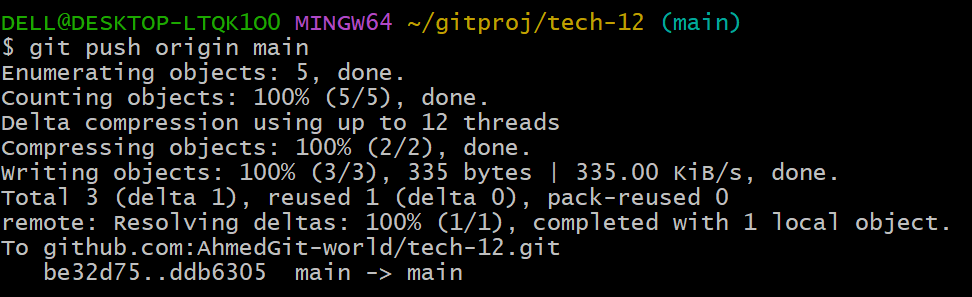 DELL@DESKTOP-LTQK1O0 MINGW64 ~/gitproj/tech-12 (main)
$ git push origin main
Enumerating objects: 5, done.
Counting objects: 100% (5/5), done.
Delta compression using up to 12 threads
Compressing objects: 100% (2/2), done.
Writing objects: 100% (3/3), 335 bytes | 335.00 KiB/s, done.
Total 3 (delta 1), reused 1 (delta 0), pack-reused 0
remote: Resolving deltas: 100% (1/1), completed with 1 local object.
To github.com:AhmedGit-world/tech-12.git
   be32d75..ddb6305  main -> main